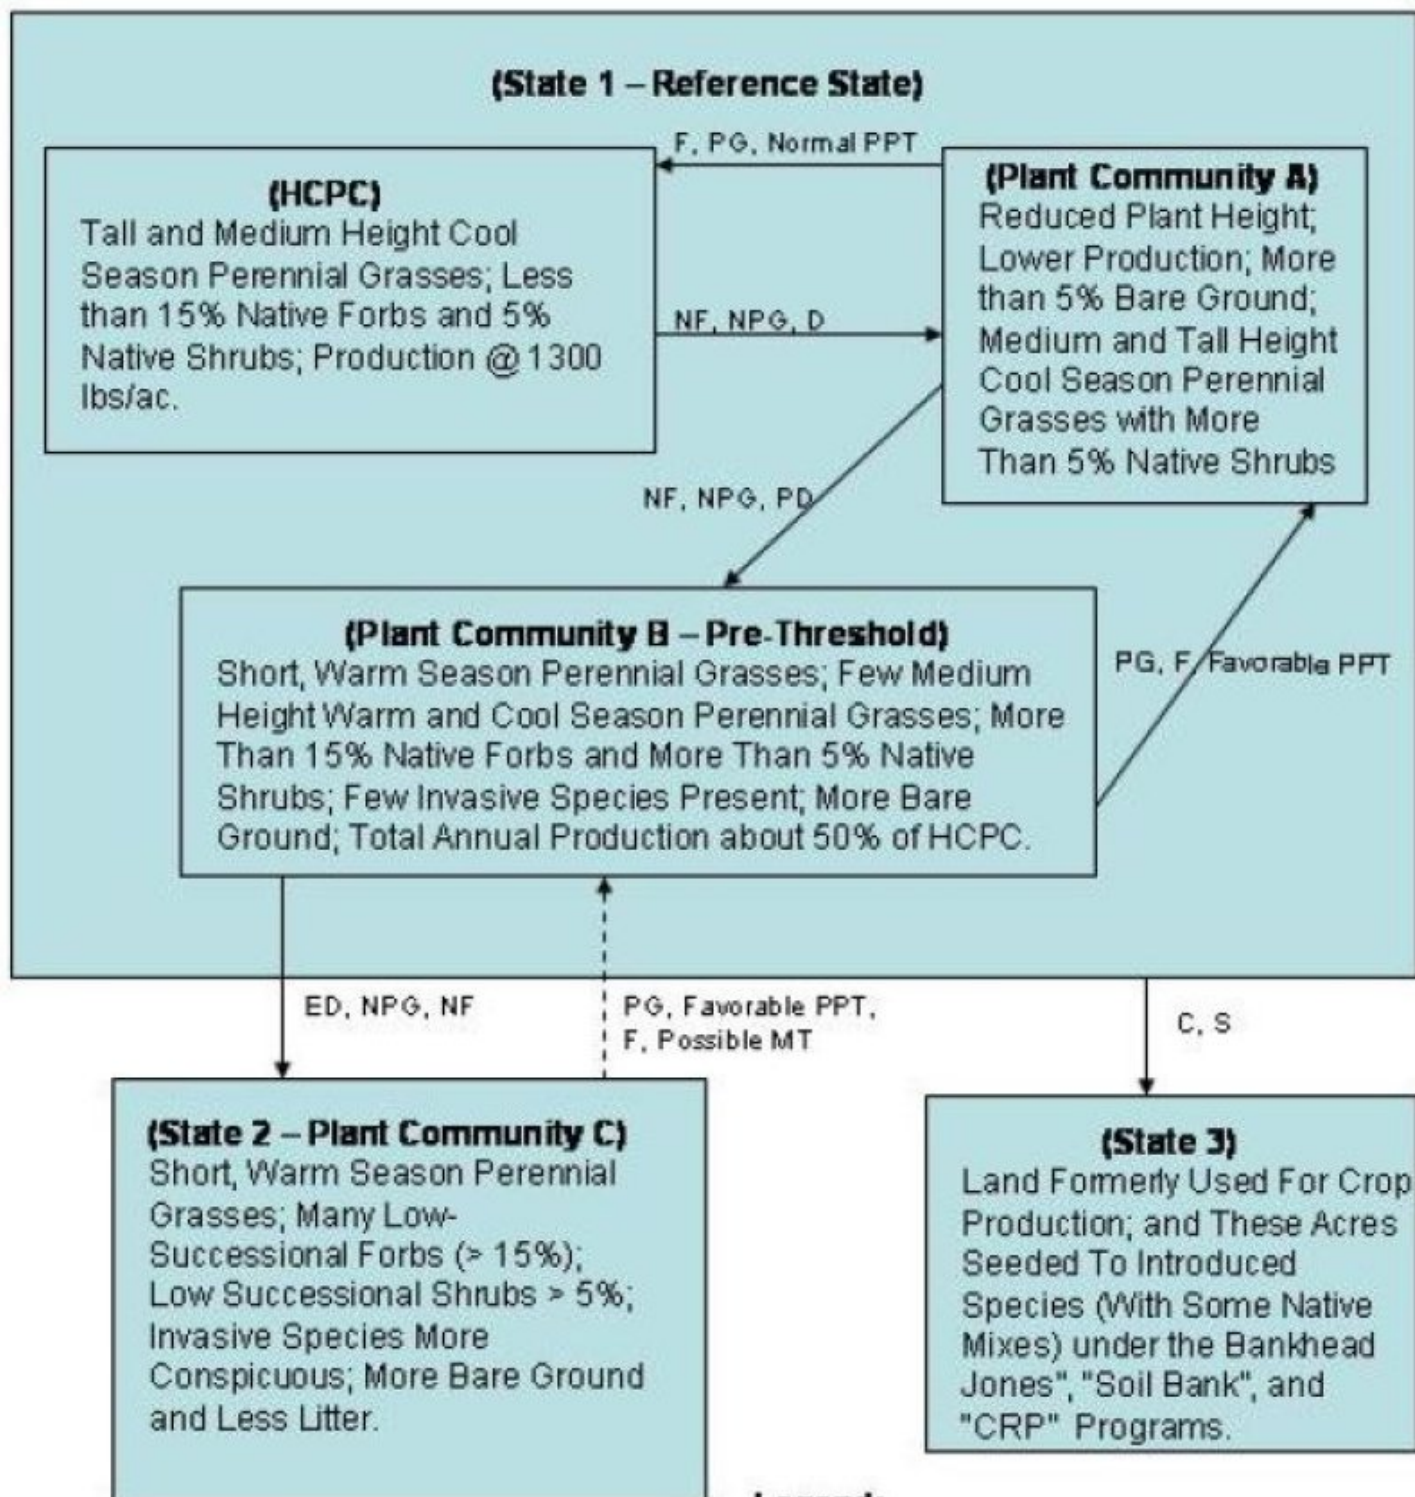 (State 1 – Reference State)
F, PG, Normal PPT
(HCPC)
Tall and Medium Height Cool
Season Perennial Grasses; Less
than 15% Native Forbs and 5%
Native Shrubs; Production @ 1300
lbs/ac.
NF, NPG, D
(Plant Community A)
Reduced Plant Height;
Lower Production; More
than 5% Bare Ground;
Medium and Tall Height
Cool Season Perennial
Grasses with More
Than 5% Native Shrubs
NF, NPG, PD
(Plant Community B – Pre-Threshold)
Short, Warm Season Perennial Grasses; Few Medium
Height Warm and Cool Season Perennial Grasses; More
Than 15% Native Forbs and More Than 5% Native
Shrubs; Few Invasive Species Present; More Bare
Ground; Total Annual Production about 50% of HCPC.
PG, F, Favorable PPT
ED, NPG, NF
PG, Favorable PPT,
F, Possible MT
C, S
(State 2 – Plant Community C)
Short, Warm Season Perennial
Grasses; Many Low-
Successional Forbs (> 15%);
Low Successional Shrubs > 5%;
Invasive Species More
Conspicuous; More Bare Ground
and Less Litter.
(State 3)
Land Formerly Used For Crop
Production; and These Acres
Seeded To Introduced
Species (With Some Native
Mixes) under the Bankhead
Jones", "Soil Bank", and
"CRP" Programs.